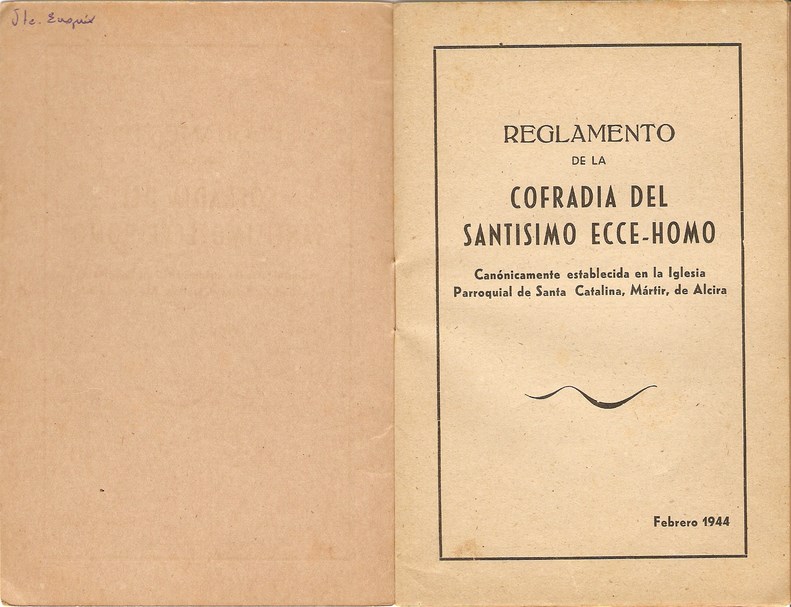 REGLAMENTO
DE LA
COFRADIA DEL
SANTISIMO ECCE-HOMO
Canónicamente establecida en la Iglesia
Parroquial de Santa Catalina, Mártir, de Alcira
Febrero 1944